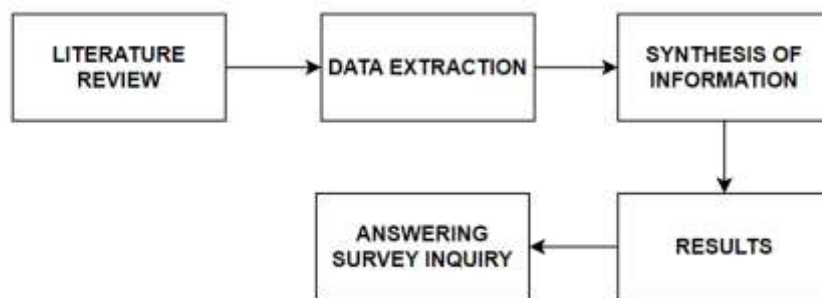 LITERATURE
REVIEW
DATA EXTRACTION
SYNTHESIS OF
INFORMATION
ANSWERING
SURVEY INQUIRY
RESULTS